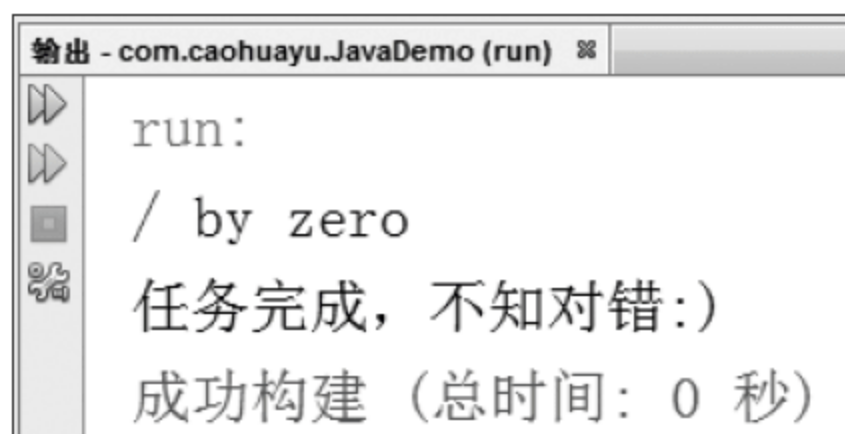 输出 - com.caohuayu.JavaDemo (run)
run:
/ by zero
任务完成，不知对错:)
成功构建 (总时间: 0 秒)